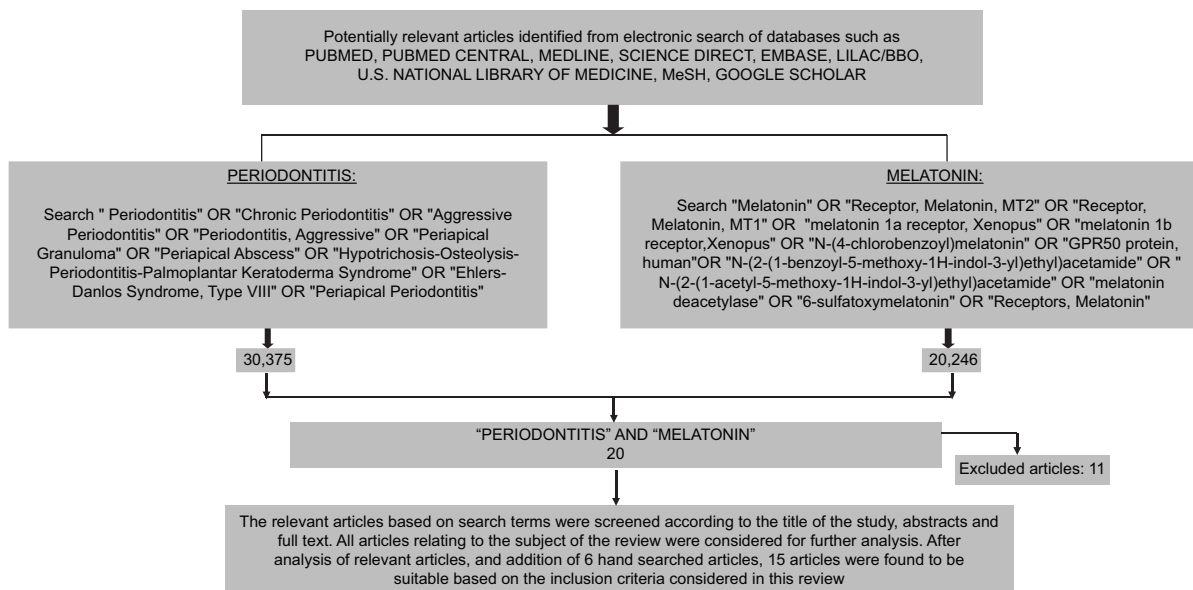 Potentially relevant articles identified from electronic search of databases such as
PUBMED, PUBMED CENTRAL, MEDLINE, SCIENCE DIRECT, EMBASE, LILAC/BBO,
U.S. NATIONAL LIBRARY OF MEDICINE, MeSH, GOOGLE SCHOLAR
PERIODONTITIS:
Search " Periodontitis" OR "Chronic Periodontitis" OR "Aggressive
Periodontitis" OR "Periodontitis, Aggressive" OR "Periapical
Granuloma" OR "Periapical Abscess" OR "Hypotrichosis-Osteolysis-
Periodontitis-Palmoplantar Keratoderma Syndrome" OR "Ehlers-
Danlos Syndrome, Type VIII" OR "Periapical Periodontitis"
MELATONIN:
Search "Melatonin" OR "Receptor, Melatonin, MT2" OR "Receptor,
Melatonin, MT1" OR "melatonin 1a receptor, Xenopus" OR "melatonin 1b
receptor,Xenopus" OR "N-(4-chlorobenzoyl)melatonin" OR "GPR50 protein,
human"OR "N-(2-(1-benzoyl-5-methoxy-1H-indol-3-yl)ethyl)acetamide" OR "
N-(2-(1-acetyl-5-methoxy-1H-indol-3-yl)ethyl)acetamide" OR "melatonin
deacetylase" OR "6-sulfatoxymelatonin" OR "Receptors, Melatonin"
30,375
20,246
“PERIODONTITIS” AND “MELATONIN”
20
Excluded articles: 11
The relevant articles based on search terms were screened according to the title of the study, abstracts and
full text. All articles relating to the subject of the review were considered for further analysis. After
analysis of relevant articles, and addition of 6 hand searched articles, 15 articles were found to be
suitable based on the inclusion criteria considered in this review